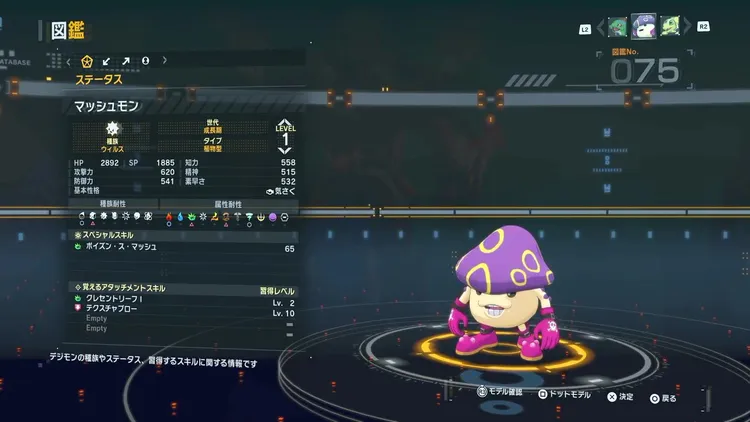 図鑑
L2
R2
ATABASE
図鑑No.
075
ステータス
マッシュモン
種族
ウイルス
世代
成長期
タイプ
植物型
LEVEL
1
HP 2892 SP 1885 知力 558
攻撃力 620 精神 515
防御力 541 素早さ 532
基本性格 気さく
種族耐性 属性耐性
スペシャルスキル
ポイズン・ス・マッシュ 65
覚えるアタッチメントスキル 習得レベル
クレセントリーフI Lv. 2
テクスチャブロー Lv. 10
Empty
Empty
デジモンの種族やステータス、習得するスキルに関する情報です
モデル確認 ドットモデル 決定 戻る